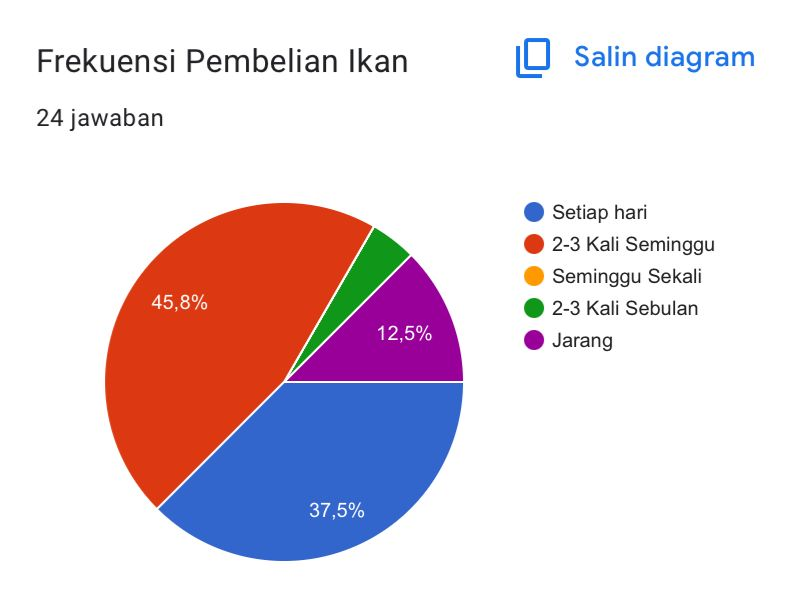 Frekuensi Pembelian Ikan
Salin diagram
24 jawaban
Setiap hari
2-3 Kali Seminggu
Seminggu Sekali
2-3 Kali Sebulan
Jarang
45,8%
12,5%
37,5%